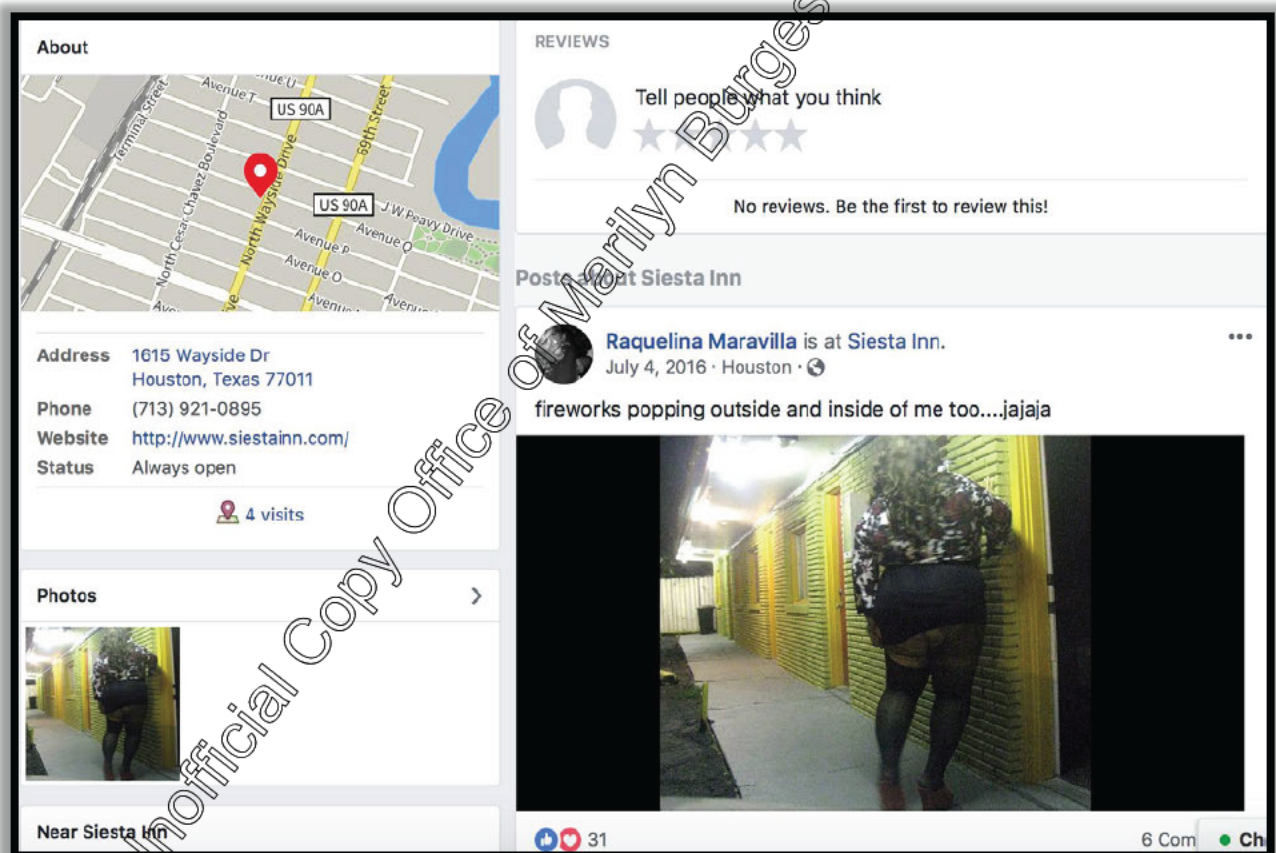 About
Avenue U
Avenue T
US 90A
Terminal Street
North Cesar Chavez Boulevard
69th Street
North Wayside Drive
US 90A
J W Peavy Drive
Avenue Q
Avenue P
Avenue O
Address 1615 Wayside Dr
Houston, Texas 77011
Phone (713) 921-0895
Website http://www.siestainn.com/
Status Always open
4 visits
Photos
Near Siesta Inn
REVIEWS
Tell people what you think
No reviews. Be the first to review this!
Posts about Siesta Inn
Raquelina Maravilla is at Siesta Inn.
July 4, 2016 · Houston ·
fireworks popping outside and inside of me too....jajaja
31
6 Com
Ch
Unofficial Copy Office of Marilyn Burges